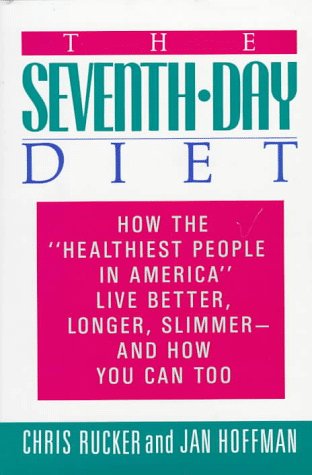 THE
SEVENTH•DAY
DIET
HOW THE
"HEALTHIEST PEOPLE
IN AMERICA"
LIVE BETTER,
LONGER, SLIMMER—
AND HOW
YOU CAN TOO
CHRIS RUCKER and JAN HOFFMAN